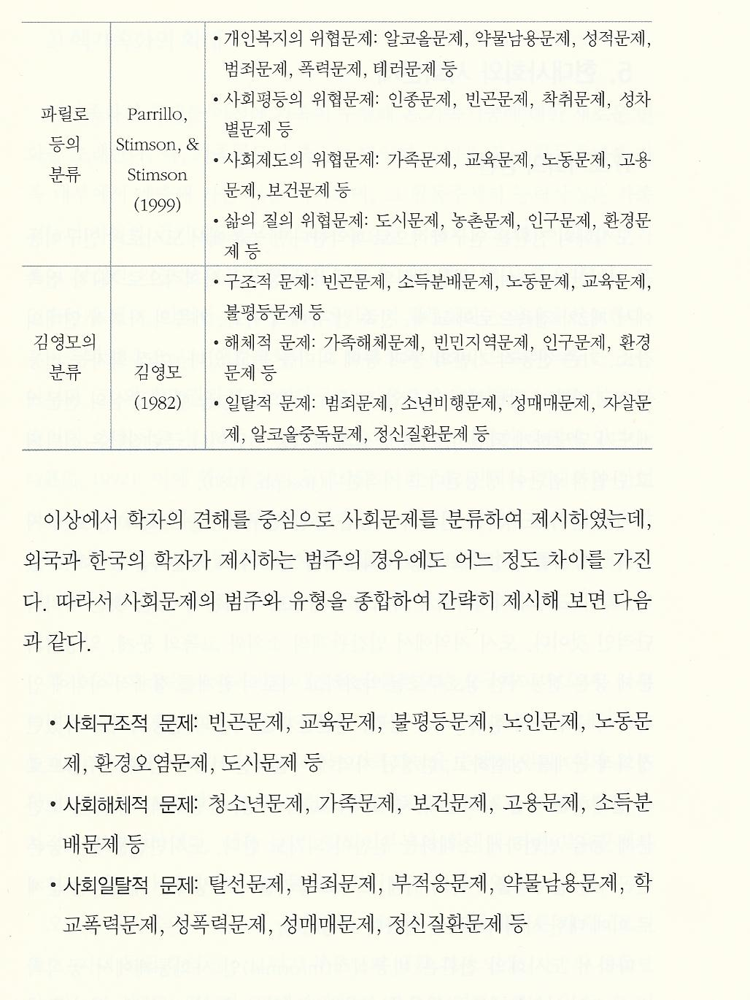 파릴로
등의
분류
Parrillo,
Stimson, &
Stimson
(1999)
• 개인복지의 위협문제: 알코올문제, 약물남용문제, 성적문제,
범죄문제, 폭력문제, 테러문제 등
• 사회평등의 위협문제: 인종문제, 빈곤문제, 착취문제, 성차
별문제 등
• 사회제도의 위협문제: 가족문제, 교육문제, 노동문제, 고용
문제, 보건문제 등
• 삶의 질의 위협문제: 도시문제, 농촌문제, 인구문제, 환경문
제 등
김영모의
분류
김영모
(1982)
• 구조적 문제: 빈곤문제, 소득분배문제, 노동문제, 교육문제,
불평등문제 등
• 해체적 문제: 가족해체문제, 빈민지역문제, 인구문제, 환경
문제 등
• 일탈적 문제: 범죄문제, 소년비행문제, 성매매문제, 자살문
제, 알코올중독문제, 정신질환문제 등
이상에서 학자의 견해를 중심으로 사회문제를 분류하여 제시하였는데,
외국과 한국의 학자가 제시하는 범주의 경우에도 어느 정도 차이를 가진
다. 따라서 사회문제의 범주와 유형을 종합하여 간략히 제시해 보면 다음
과 같다.
• 사회구조적 문제: 빈곤문제, 교육문제, 불평등문제, 노인문제, 노동문
제, 환경오염문제, 도시문제 등
• 사회해체적 문제: 청소년문제, 가족문제, 보건문제, 고용문제, 소득분
배문제 등
• 사회일탈적 문제: 탈선문제, 범죄문제, 부적응문제, 약물남용문제, 학
교폭력문제, 성폭력문제, 성매매문제, 정신질환문제 등